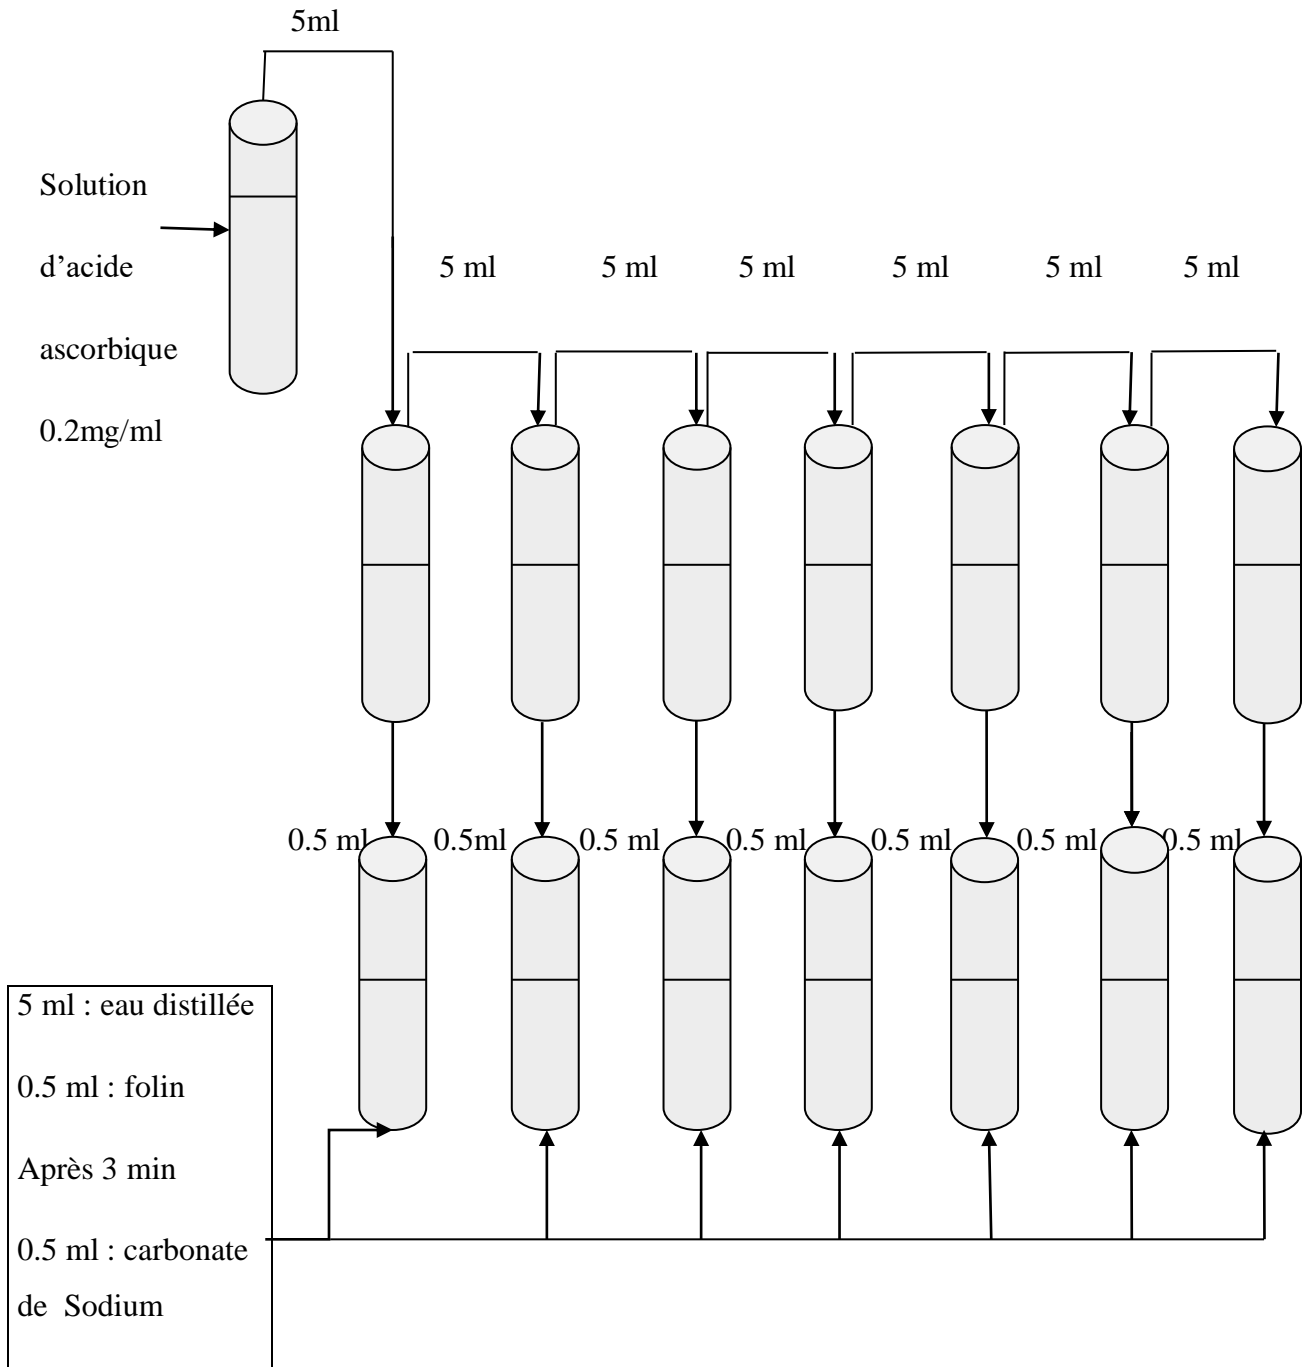 5ml
Solution
d’acide
ascorbique
0.2mg/ml
5 ml 5 ml 5 ml 5 ml 5 ml 5 ml
0.5 ml 0.5ml 0.5 ml 0.5 ml 0.5 ml 0.5 ml 0.5 ml
5 ml : eau distillée
0.5 ml : folin
Après 3 min
0.5 ml : carbonate
de Sodium